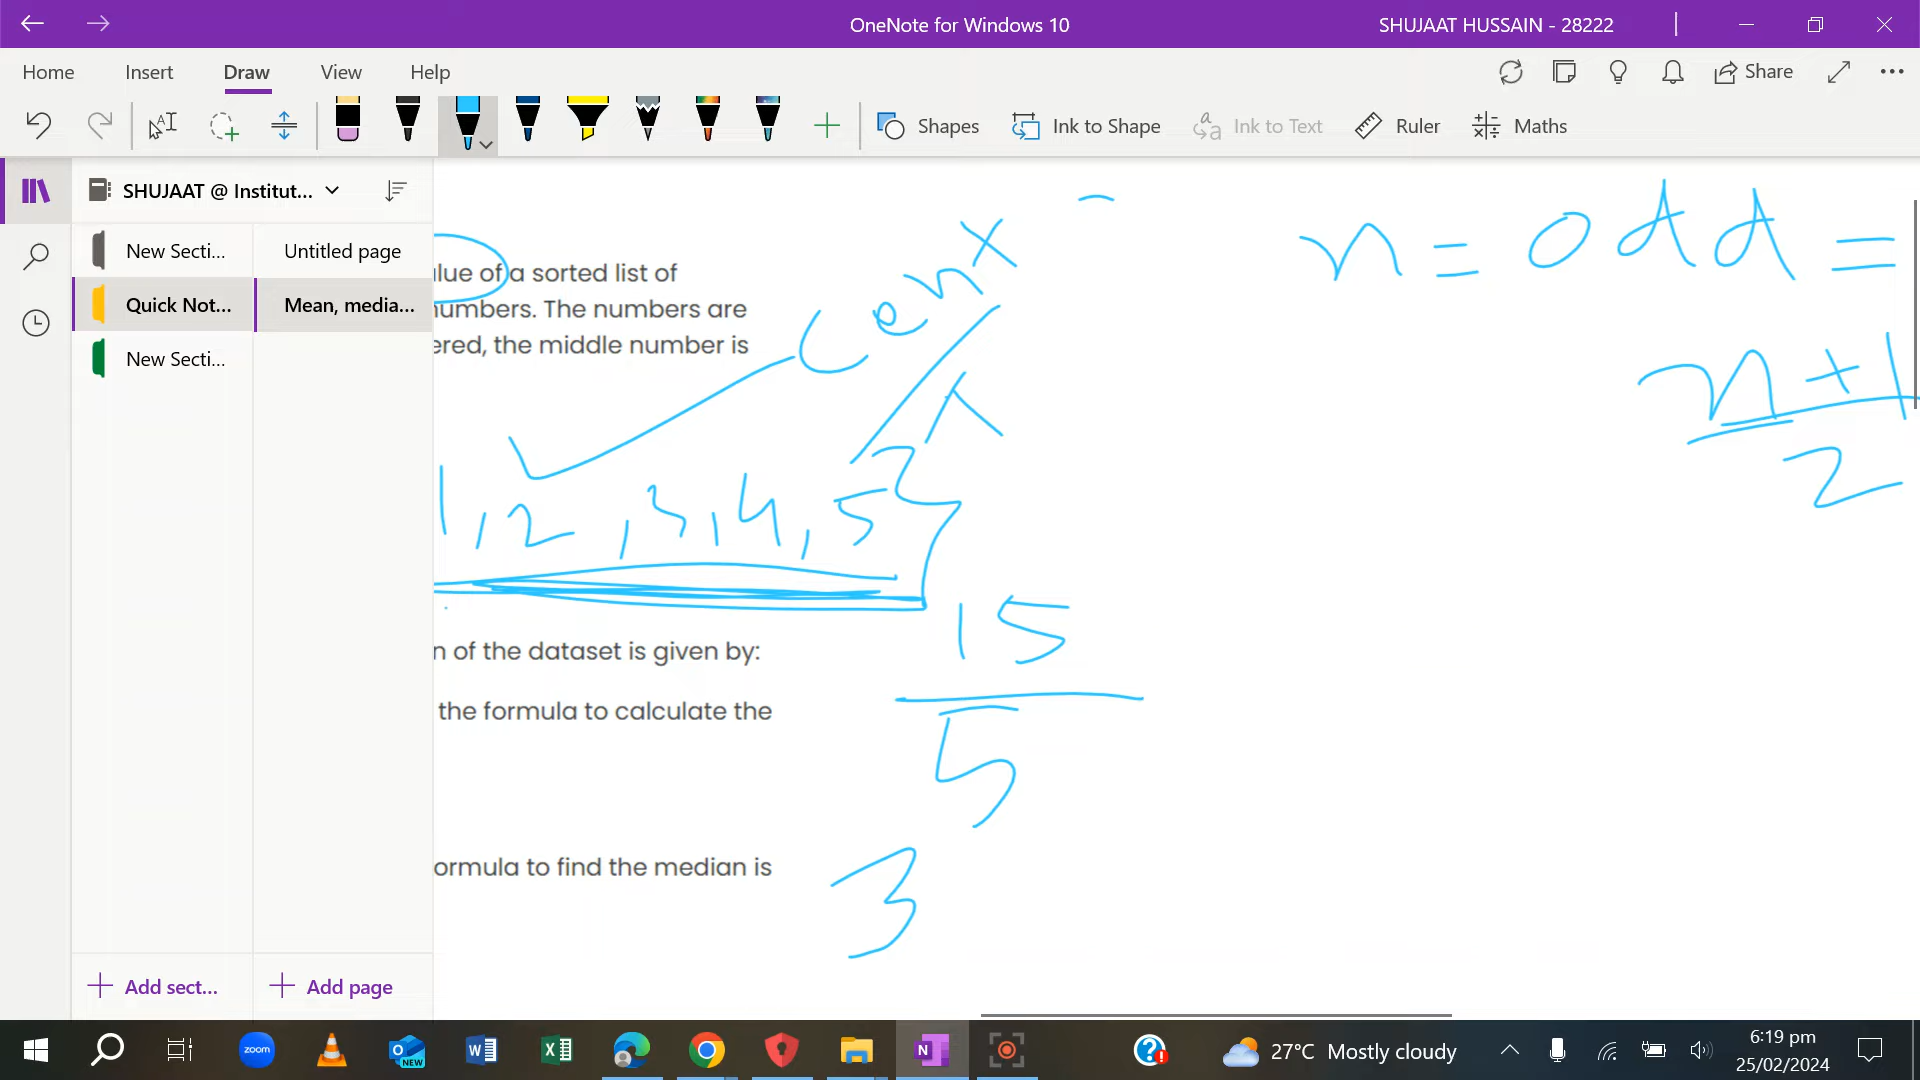 OneNote for Windows 10
SHUJAAT HUSSAIN - 28222
Home Insert Draw View Help
Share
Shapes Ink to Shape Ink to Text Ruler Maths
SHUJAAT @ Institut...
New Secti...
Quick Not...
New Secti...
Untitled page
Mean, media...
Add sect...
Add page
lue of a sorted list of
numbers. The numbers are
ered, the middle number is
n = odd =
n+1
2
1, 2, 3, 4, 5
15
5
3
n of the dataset is given by:
the formula to calculate the
ormula to find the median is
zoom
NEW
27°C Mostly cloudy
6:19 pm
25/02/2024